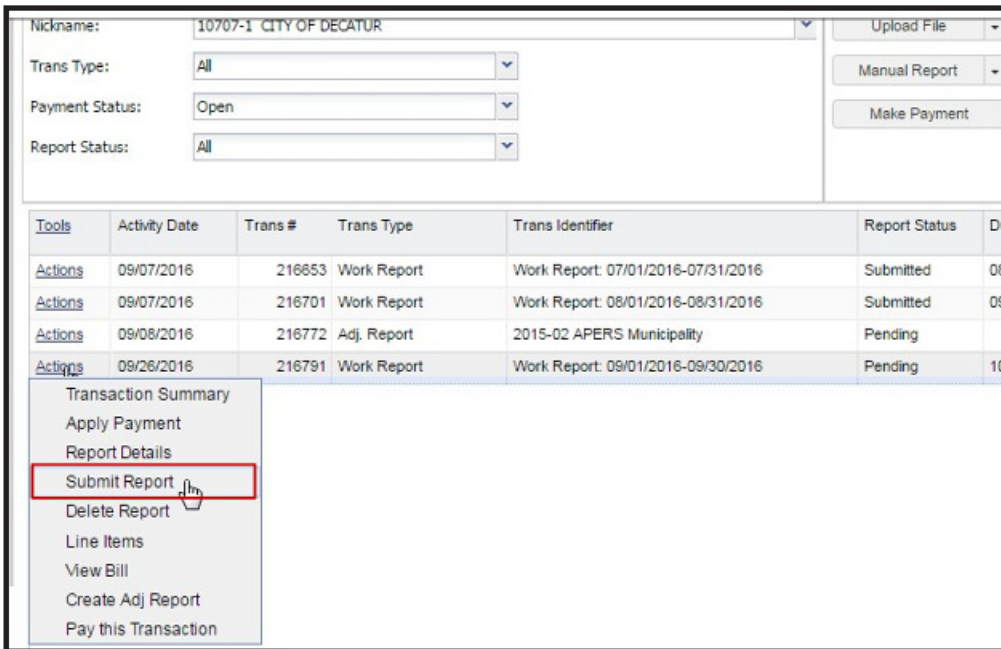 Nickname: 10707-1 CITY OF DECATUR Upload File
Trans Type: All Manual Report
Payment Status: Open Make Payment
Report Status: All
Tools Activity Date Trans # Trans Type Trans Identifier Report Status D
Actions 09/07/2016 216653 Work Report Work Report: 07/01/2016-07/31/2016 Submitted 08
Actions 09/07/2016 216701 Work Report Work Report: 08/01/2016-08/31/2016 Submitted 09
Actions 09/08/2016 216772 Adj. Report 2015-02 APERS Municipality Pending
Actions 09/26/2016 216791 Work Report Work Report: 09/01/2016-09/30/2016 Pending 10
Transaction Summary
Apply Payment
Report Details
Submit Report
Delete Report
Line Items
View Bill
Create Adj Report
Pay this Transaction